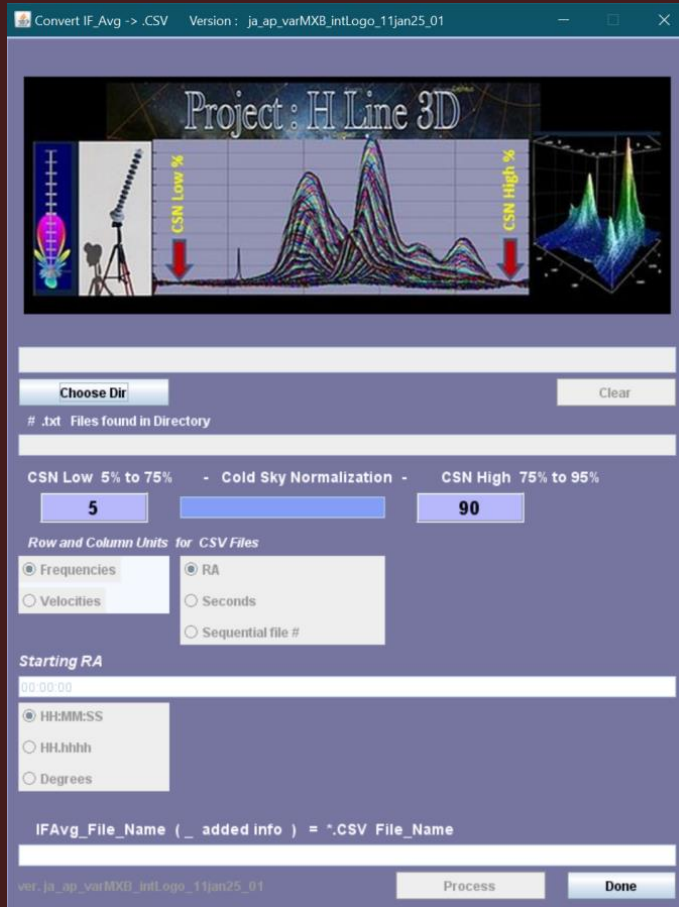 Convert IF_Avg -> .CSV Version : ja_ap_varMXB_intLogo_11jan25_01
Project : H Line 3D
CSN Low %
CSN High %
Choose Dir
Clear
# .txt Files found in Directory
CSN Low 5% to 75% - Cold Sky Normalization - CSN High 75% to 95%
5
90
Row and Column Units for CSV Files
Frequencies
RA
Velocities
Seconds
Sequential file #
Starting RA
00:00:00
HH:MM:SS
HH.hhhh
Degrees
IFAvg_File_Name ( _ added info ) = *.CSV File_Name
ver. ja_ap_varMXB_intLogo_11jan25_01
Process
Done